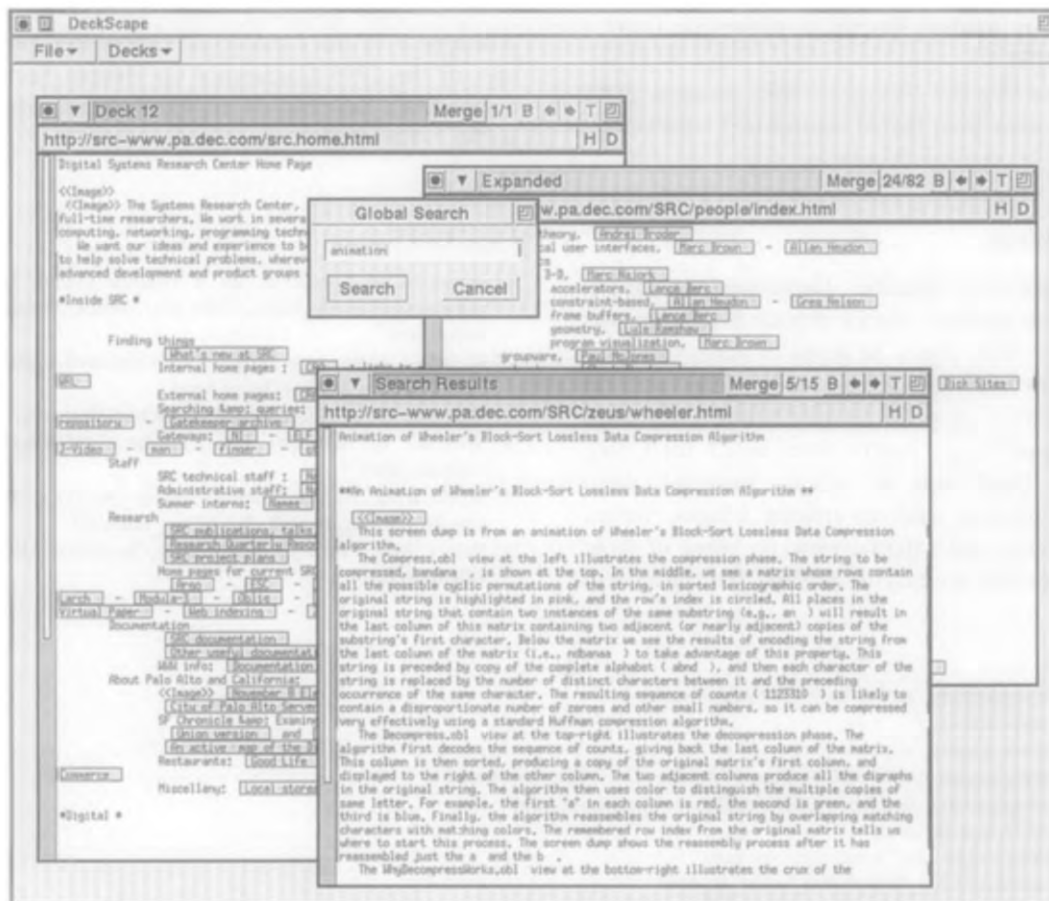 DeckScape
File Decks
Deck 12 Merge 1/1 B T
http://src-www.pa.dec.com/src.home.html H D
Digital Systems Research Center Home Page
<<Image>>
<<Image>> The Systems Research Center,
full-time researchers. We work in severa
computing, networking, programming techn
We want our ideas and experience to b
to help solve technical problems, wherev
advanced development and product groups
*Inside SRC *
Finding things
What's new at SRC
Internal home pages :
External home pages:
Searching &amp; queries:
repository - Gatekeeper archive
Gateways:
J-Video - man - finger -
Staff
SRC technical staff :
Administrative staff:
Summer interns: Names
Research
SRC publications, talks
Research Quarterly Repor
SRC project plans
Home pages for current SRC
Argo -
Larch - Modula-3 - Oblis -
Virtual Paper - Web indexing -
Documentation
SRC documentation
Other useful documentati
WWW info: Documentation
About Palo Alto and California:
<<Image>> November 8 Ele
City of Palo Alto Server
SF Chronicle &amp; Examine
Union version and
An active map of the
Restaurants: Good Life
Commerce
Miscellany: Local stores
*Digital *
Expanded Merge 24/82 B T
w.pa.dec.com/SRC/people/index.html H D
theory, Andrei Broder
cal user interfaces, Marc Brown - Allan Heydon
3-D, Marc Najork
accelerators, Lance Berc
constraint-based, Allan Heydon - Greg Nelson
frame buffers, Lance Berc
geometry, Lyle Ramshaw
program visualization, Marc Brown
groupware, Paul McJones
Dick Sites
Global Search
animation
Search Cancel
Search Results Merge 5/15 B T
http://src-www.pa.dec.com/SRC/zeus/wheeler.html H D
Animation of Wheeler's Block-Sort Lossless Data Compression Algorithm
**An Animation of Wheeler's Block-Sort Lossless Data Compression Algorithm **
<<Image>>
This screen dump is from an animation of Wheeler's Block-Sort Lossless Data Compression
algorithm.
The Compress.obl view at the left illustrates the compression phase. The string to be
compressed, bandana , is shown at the top. In the middle, we see a matrix whose rows contain
all the possible cyclic permutations of the string, in sorted lexicographic order. The
original string is highlighted in pink, and the row's index is circled. All places in the
original string that contain two instances of the same substring (e.g., an ) will result in
the last column of this matrix containing two adjacent (or nearly adjacent) copies of the
substring's first character. Below the matrix we see the results of encoding the string from
the last column of the matrix (i.e., ndbanaa ) to take advantage of this property. This
string is preceded by copy of the complete alphabet ( abnd ), and then each character of the
string is replaced by the number of distinct characters between it and the preceding
occurrence of the same character. The resulting sequence of counts ( 1123310 ) is likely to
contain a disproportionate number of zeroes and other small numbers, so it can be compressed
very effectively using a standard Huffman compression algorithm.
The Decompress.obl view at the top-right illustrates the decompression phase. The
algorithm first decodes the sequence of counts, giving back the last column of the matrix.
This column is then sorted, producing a copy of the original matrix's first column, and
displayed to the right of the other column. The two adjacent columns produce all the digraphs
in the original string. The algorithm then uses color to distinguish the multiple copies of
same letter. For example, the first "a" in each column is red, the second is green, and the
third is blue. Finally, the algorithm reassembles the original string by overlapping matching
characters with matching colors. The remembered row index from the original matrix tells us
where to start this process. The screen dump shows the reassembly process after it has
reassembled just the a and the b .
The WhyDecompressWorks.obl view at the bottom-right illustrates the crux of the